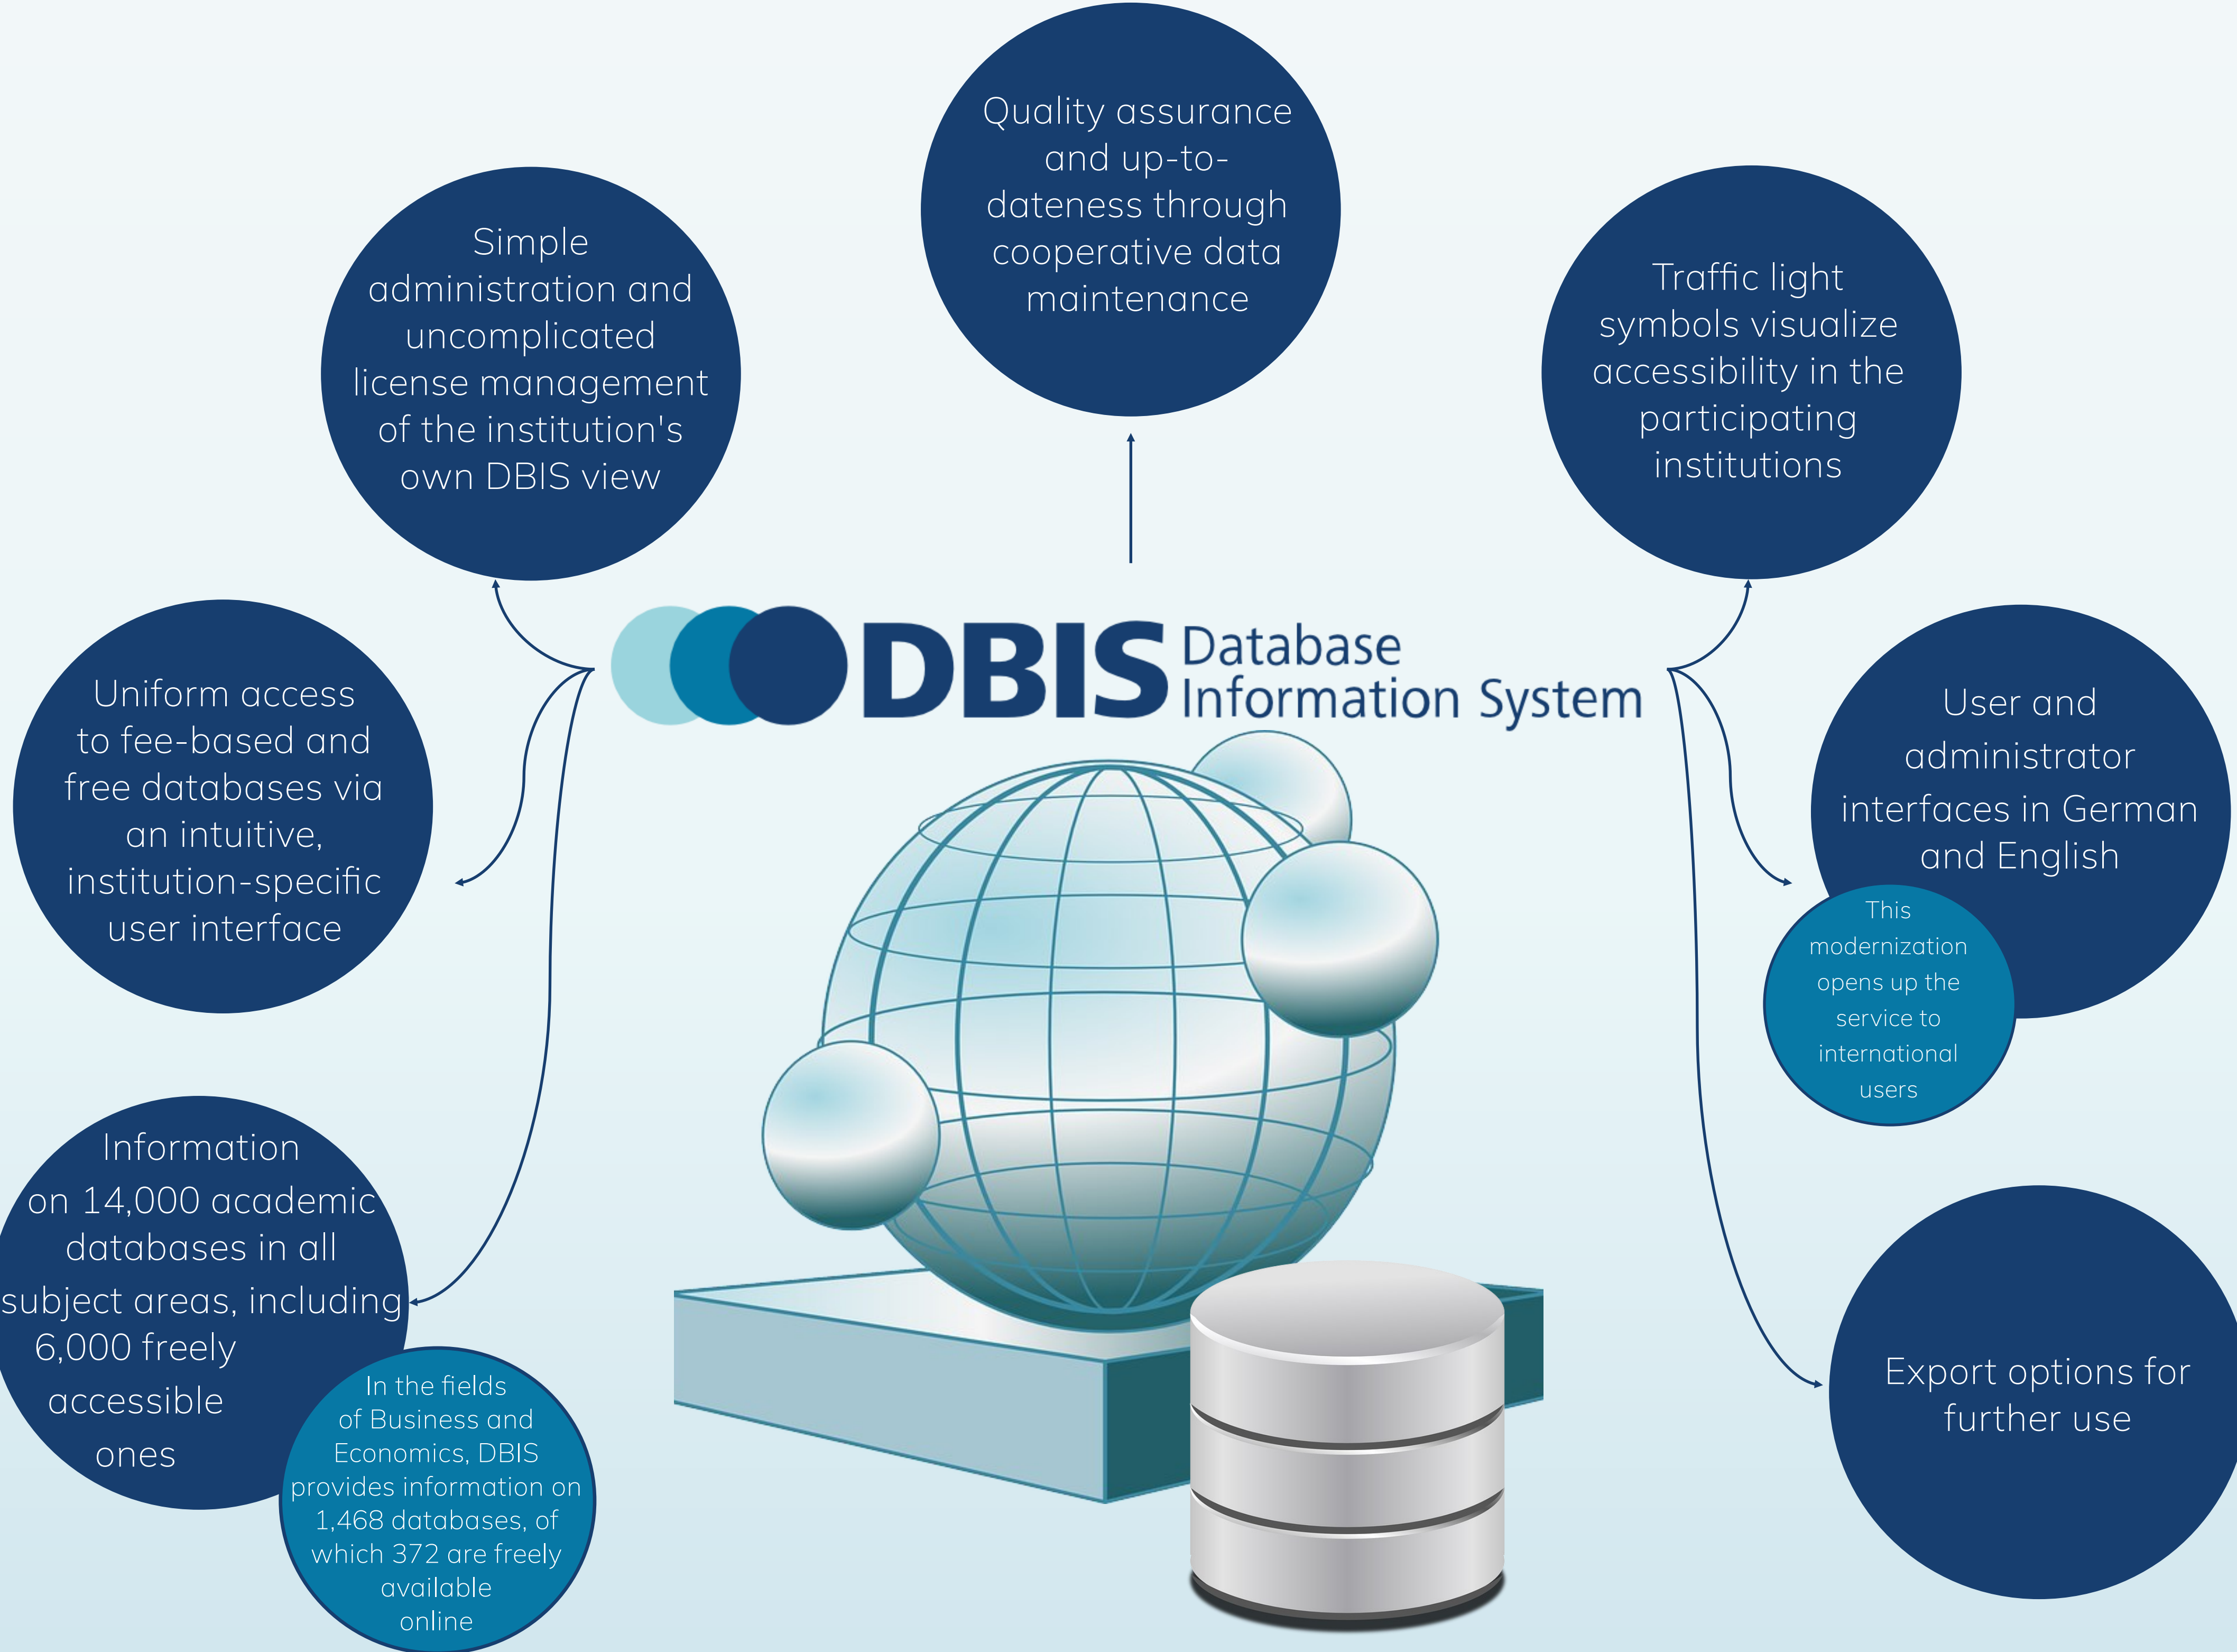 Quality assurance
and up-to-
dateness through
cooperative data
maintenance
Simple
administration and
uncomplicated
license management
of the institution's
own DBIS view
Traffic light
symbols visualize
accessibility in the
participating
institutions
DBIS Database
Information System
Uniform access
to fee-based and
free databases via
an intuitive,
institution-specific
user interface
User and
administrator
interfaces in German
and English
This
modernization
opens up the
service to
international
users
Information
on 14,000 academic
databases in all
subject areas, including
6,000 freely
accessible
ones
In the fields
of Business and
Economics, DBIS
provides information on
1,468 databases, of
which 372 are freely
available
online
Export options for
further use